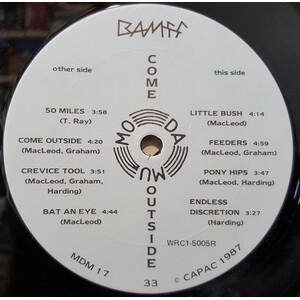 BAMFF
other side
this side
COME OUTSIDE
50 MILES 3:58
(T. Ray)
COME OUTSIDE 4:20
(MacLeod, Graham)
CREVICE TOOL 3:51
(MacLeod, Graham,
Harding)
BAT AN EYE 4:44
(MacLeod)
MO DA MU
LITTLE BUSH 4:14
(MacLeod)
FEEDERS 4:59
(MacLeod, Graham)
PONY HIPS 3:47
(MacLeod, Harding)
ENDLESS
DISCRETION 3:27
(Harding)
WRC1-5005R
MDM 17
33
© CAPAC 1987